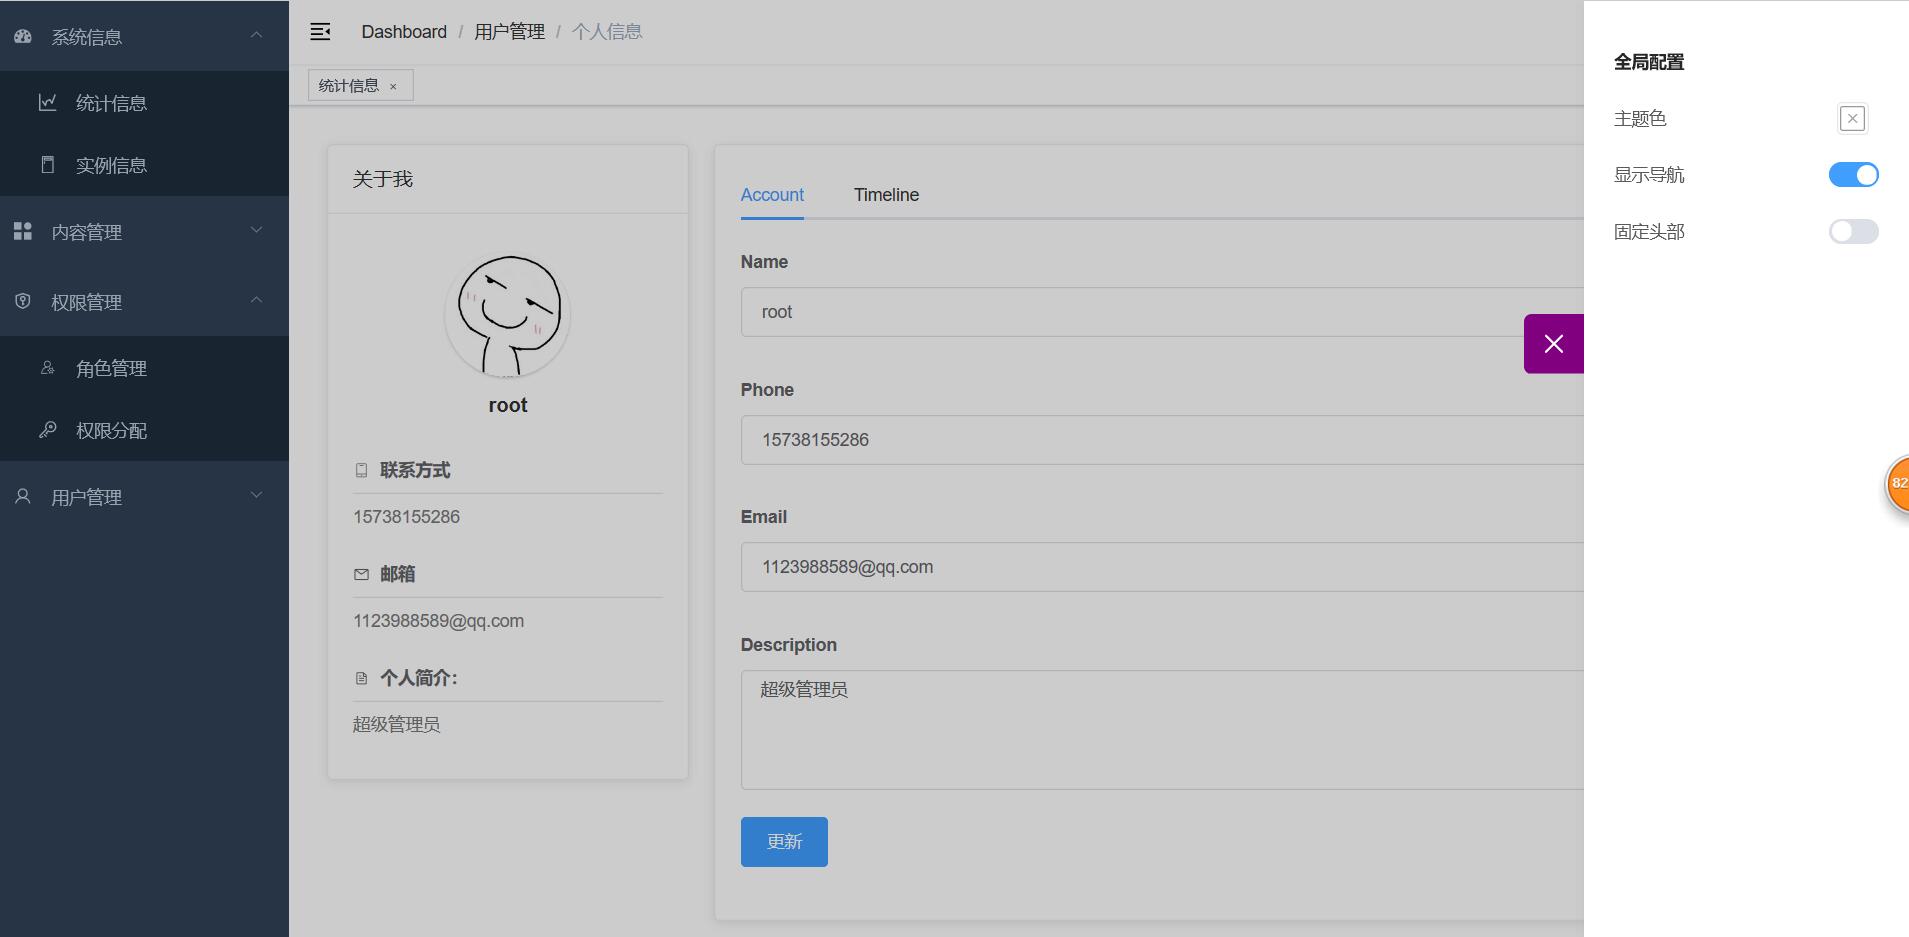 系统信息
统计信息
实例信息
内容管理
权限管理
角色管理
权限分配
用户管理
Dashboard / 用户管理 / 个人信息
统计信息 ×
关于我
root
联系方式
15738155286
邮箱
1123988589@qq.com
个人简介:
超级管理员
Account Timeline
Name
root
Phone
15738155286
Email
1123988589@qq.com
Description
超级管理员
更新
全局配置
主题色
显示导航
固定头部
82